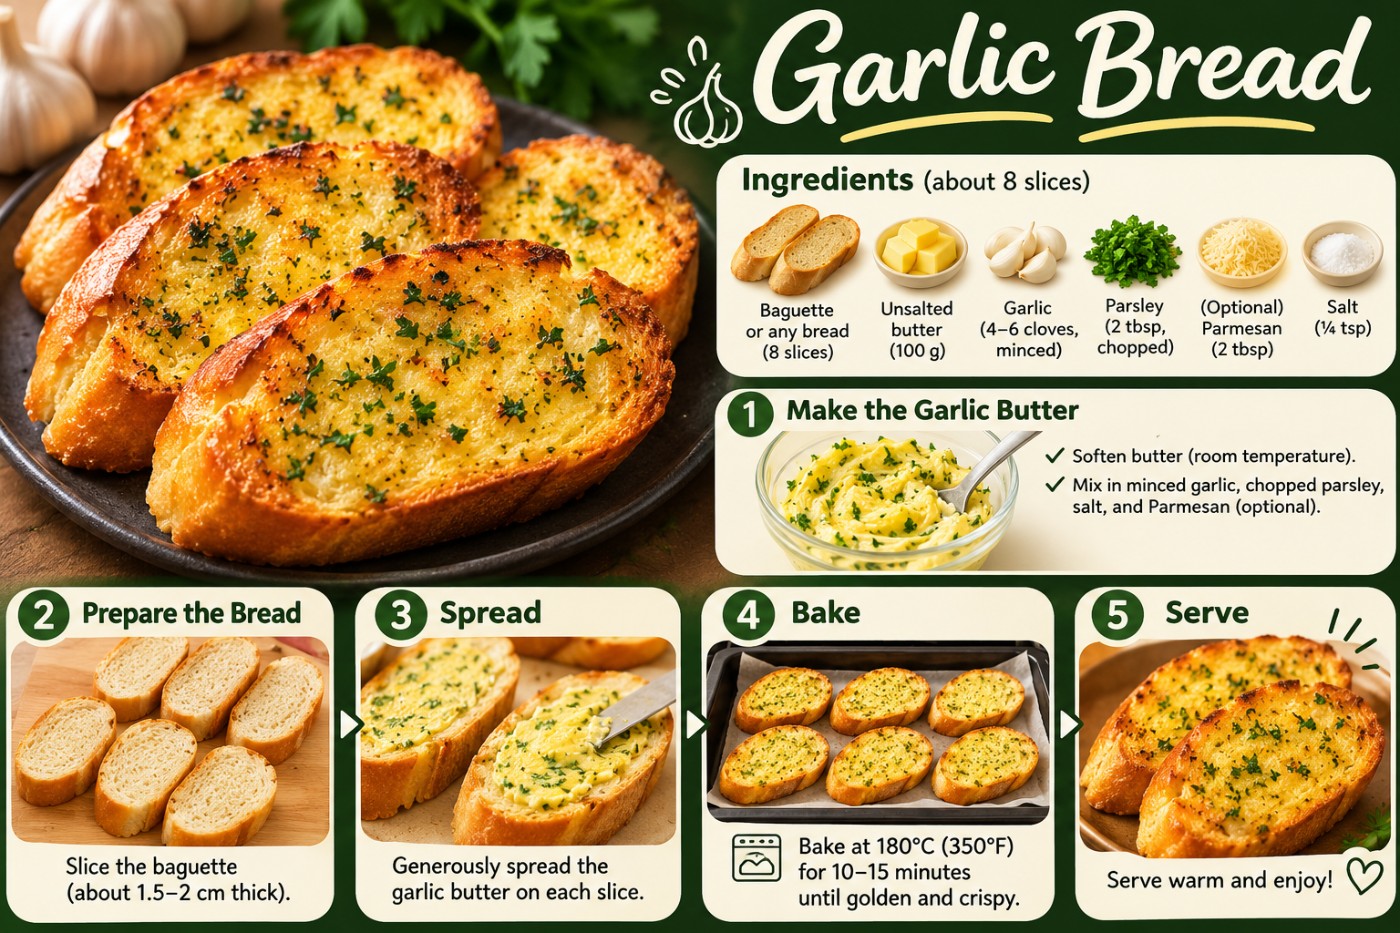 Garlic Bread
Ingredients (about 8 slices)
Baguette
or any bread
(8 slices)
Unsalted
butter
(100 g)
Garlic
(4–6 cloves,
minced)
Parsley
(2 tbsp,
chopped)
(Optional)
Parmesan
(2 tbsp)
Salt
(¼ tsp)
1 Make the Garlic Butter
✓ Soften butter (room temperature).
✓ Mix in minced garlic, chopped parsley,
salt, and Parmesan (optional).
2 Prepare the Bread
Slice the baguette
(about 1.5–2 cm thick).
3 Spread
Generously spread the
garlic butter on each slice.
4 Bake
Bake at 180°C (350°F)
for 10–15 minutes
until golden and crispy.
5 Serve
Serve warm and enjoy!